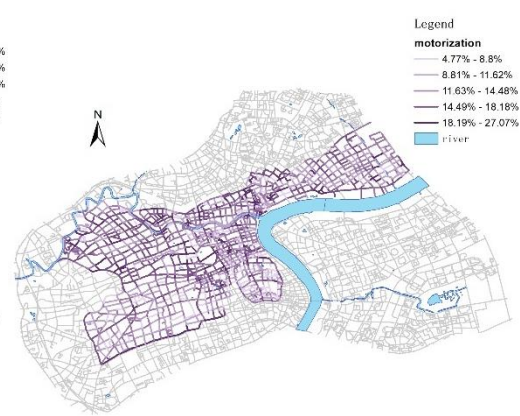 Legend
motorization
4.77% - 8.8%
8.81% - 11.62%
11.63% - 14.48%
14.49% - 18.18%
18.19% - 27.07%
river
%
%
%
N